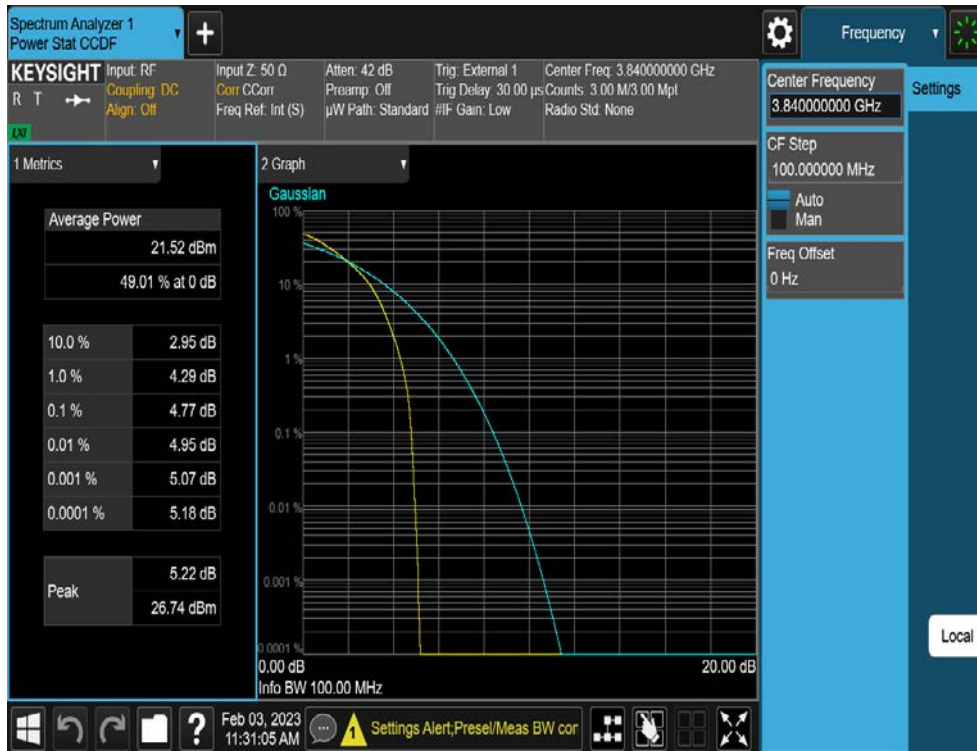 Spectrum Analyzer 1
Power Stat CCDF
+
Frequency
KEYSIGHT
R T
LXI
Input: RF
Coupling: DC
Align: Off
Input Z: 50 Ω
Corr CCorr
Freq Ref: Int (S)
Atten: 42 dB
Preamp: Off
µW Path: Standard
Trig: External 1
Trig Delay: 30.00 µs
#IF Gain: Low
Center Freq: 3.840000000 GHz
Counts: 3.00 M/3.00 Mpt
Radio Std: None
Center Frequency
3.840000000 GHz
Settings
CF Step
100.000000 MHz
Auto
Man
Freq Offset
0 Hz
Local
1 Metrics
Average Power
21.52 dBm
49.01 % at 0 dB
10.0 % 2.95 dB
1.0 % 4.29 dB
0.1 % 4.77 dB
0.01 % 4.95 dB
0.001 % 5.07 dB
0.0001 % 5.18 dB
Peak
5.22 dB
26.74 dBm
2 Graph
Gaussian
100 %
10 %
1 %
0.1 %
0.01 %
0.001 %
0.0001 %
0.00 dB 20.00 dB
Info BW 100.00 MHz
?
Feb 03, 2023
11:31:05 AM
1
Settings Alert;Presel/Meas BW cor